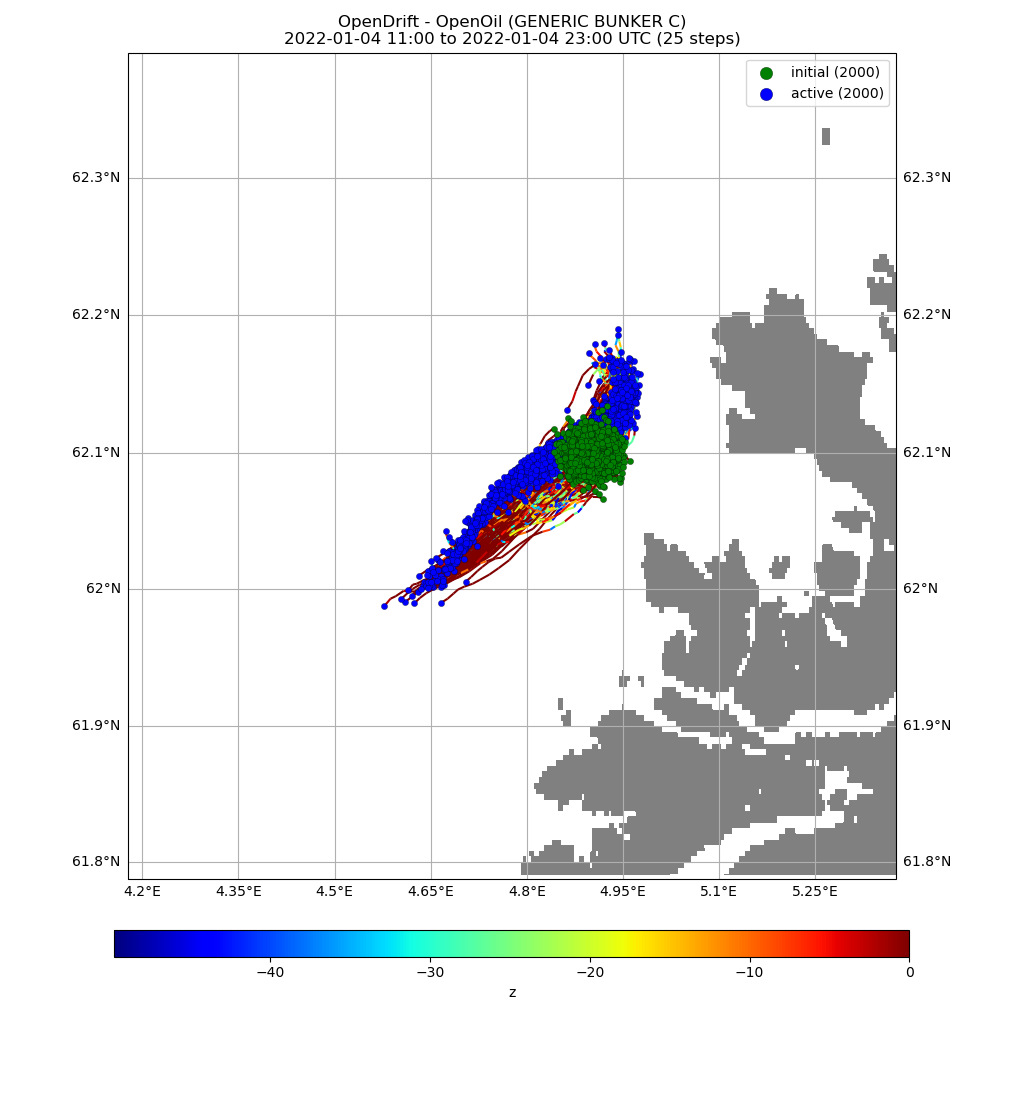 OpenDrift - OpenOil (GENERIC BUNKER C)
2022-01-04 11:00 to 2022-01-04 23:00 UTC (25 steps)
initial (2000)
active (2000)
62.3°N 62.3°N
62.2°N 62.2°N
62.1°N 62.1°N
62°N 62°N
61.9°N 61.9°N
61.8°N 61.8°N
4.2°E 4.35°E 4.5°E 4.65°E 4.8°E 4.95°E 5.1°E 5.25°E
−40 −30 −20 −10 0
z